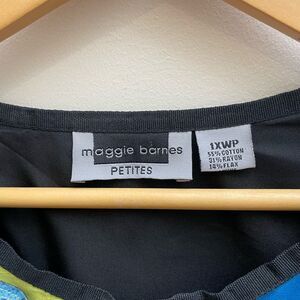 maggie barnes
PETITES
1XWP
55% COTTON
31% RAYON
14% FLAX